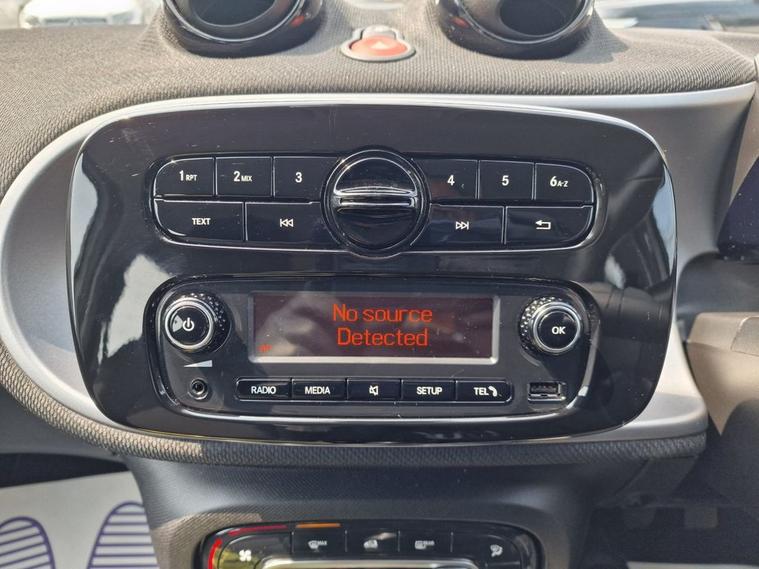 1 RPT 2 MIX 3 4 5 6 A-Z
TEXT
No source
Detected
OK
RADIO MEDIA SETUP TEL